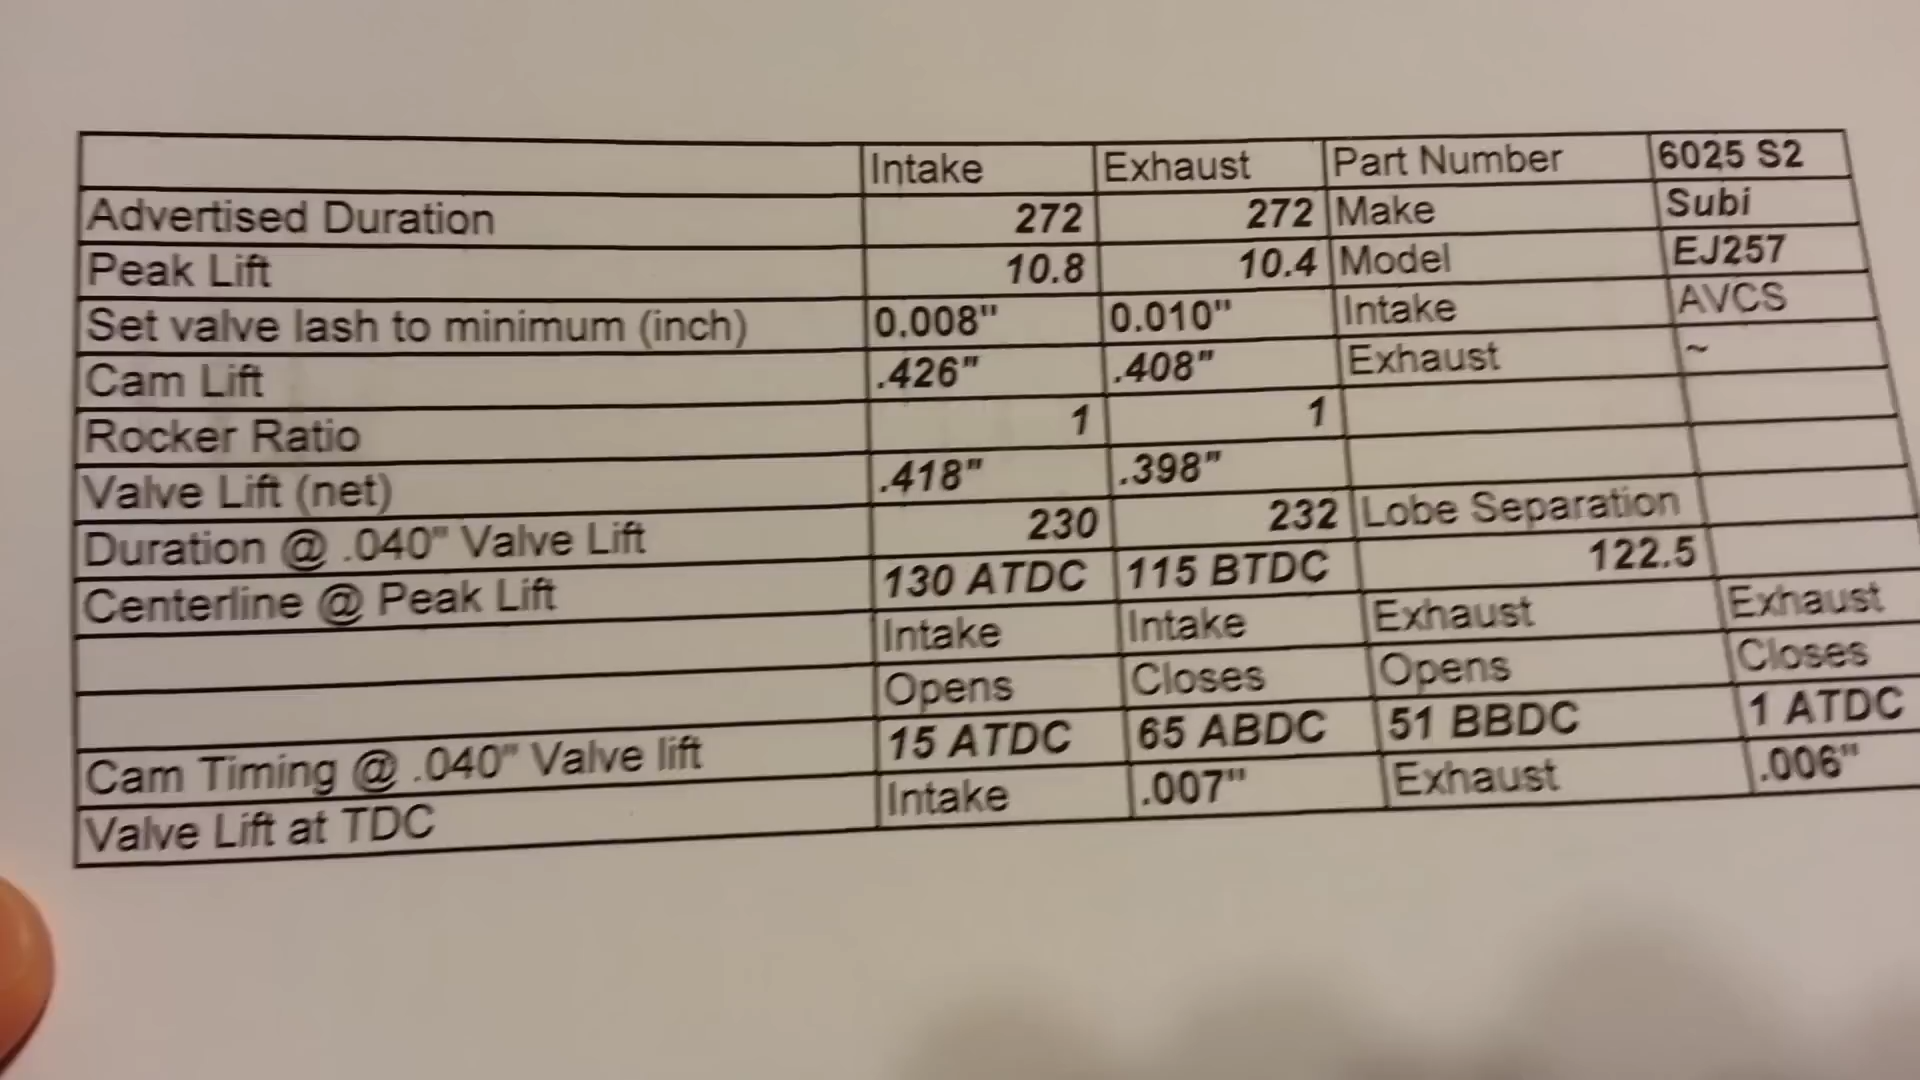 Intake Exhaust Part Number 6025 S2
Advertised Duration 272 272 Make Subi
Peak Lift 10.8 10.4 Model EJ257
Set valve lash to minimum (inch) 0.008" 0.010" Intake AVCS
Cam Lift .426" .408" Exhaust ~
Rocker Ratio 1 1
Valve Lift (net) .418" .398"
Duration @ .040" Valve Lift 230 232 Lobe Separation
Centerline @ Peak Lift 130 ATDC 115 BTDC 122.5
Intake Intake Exhaust Exhaust
Opens Closes Opens Closes
Cam Timing @ .040" Valve lift 15 ATDC 65 ABDC 51 BBDC 1 ATDC
Valve Lift at TDC Intake .007" Exhaust .006"